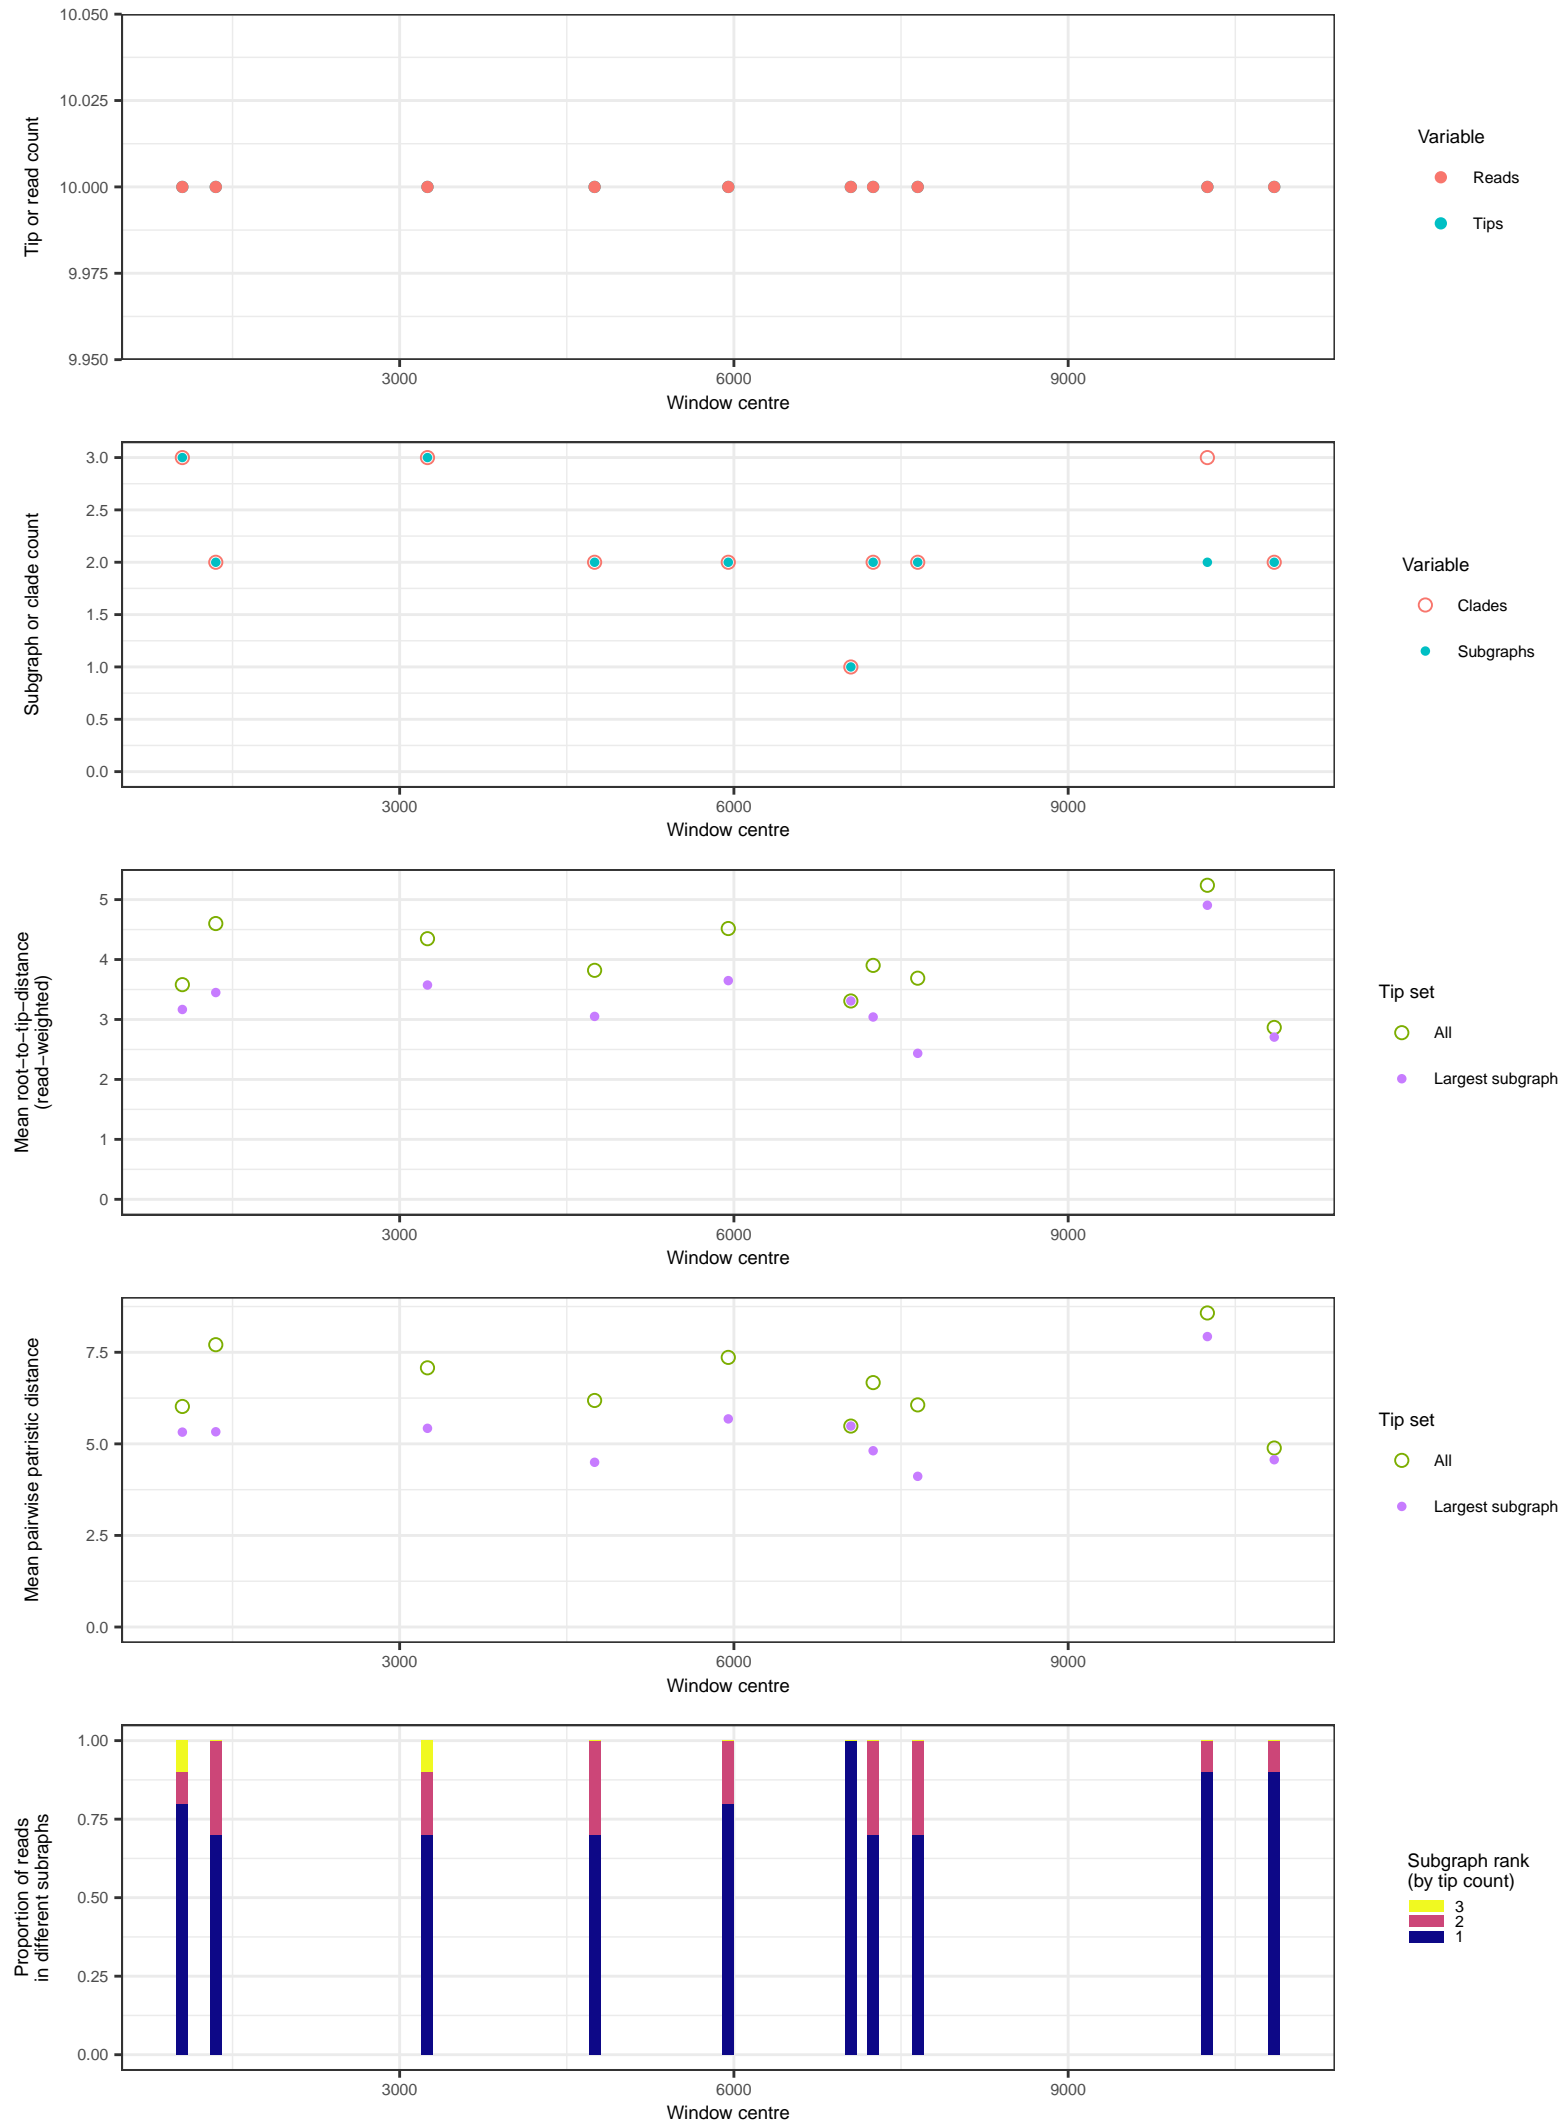 10.050
10.025
10.000
9.975
9.950
Tip or read count
3000 6000 9000
Window centre
Variable
Reads
Tips
3.0
2.5
2.0
1.5
1.0
0.5
0.0
Subgraph or clade count
3000 6000 9000
Window centre
Variable
Clades
Subgraphs
5
4
3
2
1
0
Mean root−to−tip−distance
(read−weighted)
3000 6000 9000
Window centre
Tip set
All
Largest subgraph
7.5
5.0
2.5
0.0
Mean pairwise patristic distance
3000 6000 9000
Window centre
Tip set
All
Largest subgraph
1.00
0.75
0.50
0.25
0.00
Proportion of reads
in different subraphs
3000 6000 9000
Window centre
Subgraph rank
(by tip count)
3
2
1